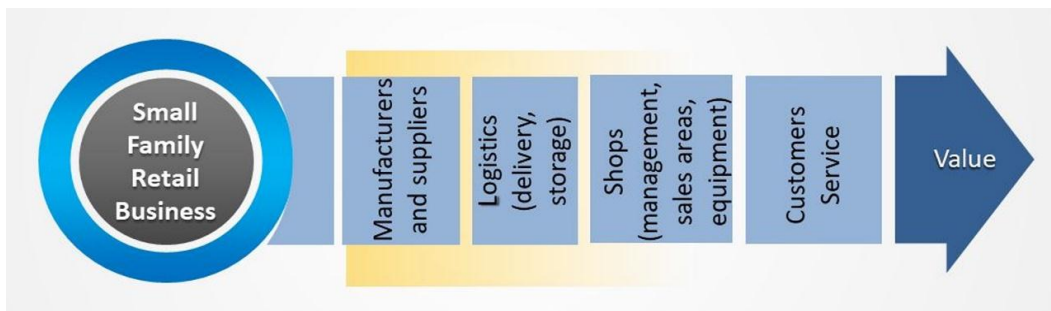 Small
Family
Retail
Business
Manufacturers
and suppliers
Logistics
(delivery,
storage)
Shops
(management,
sales areas,
equipment)
Customers
Service
Value